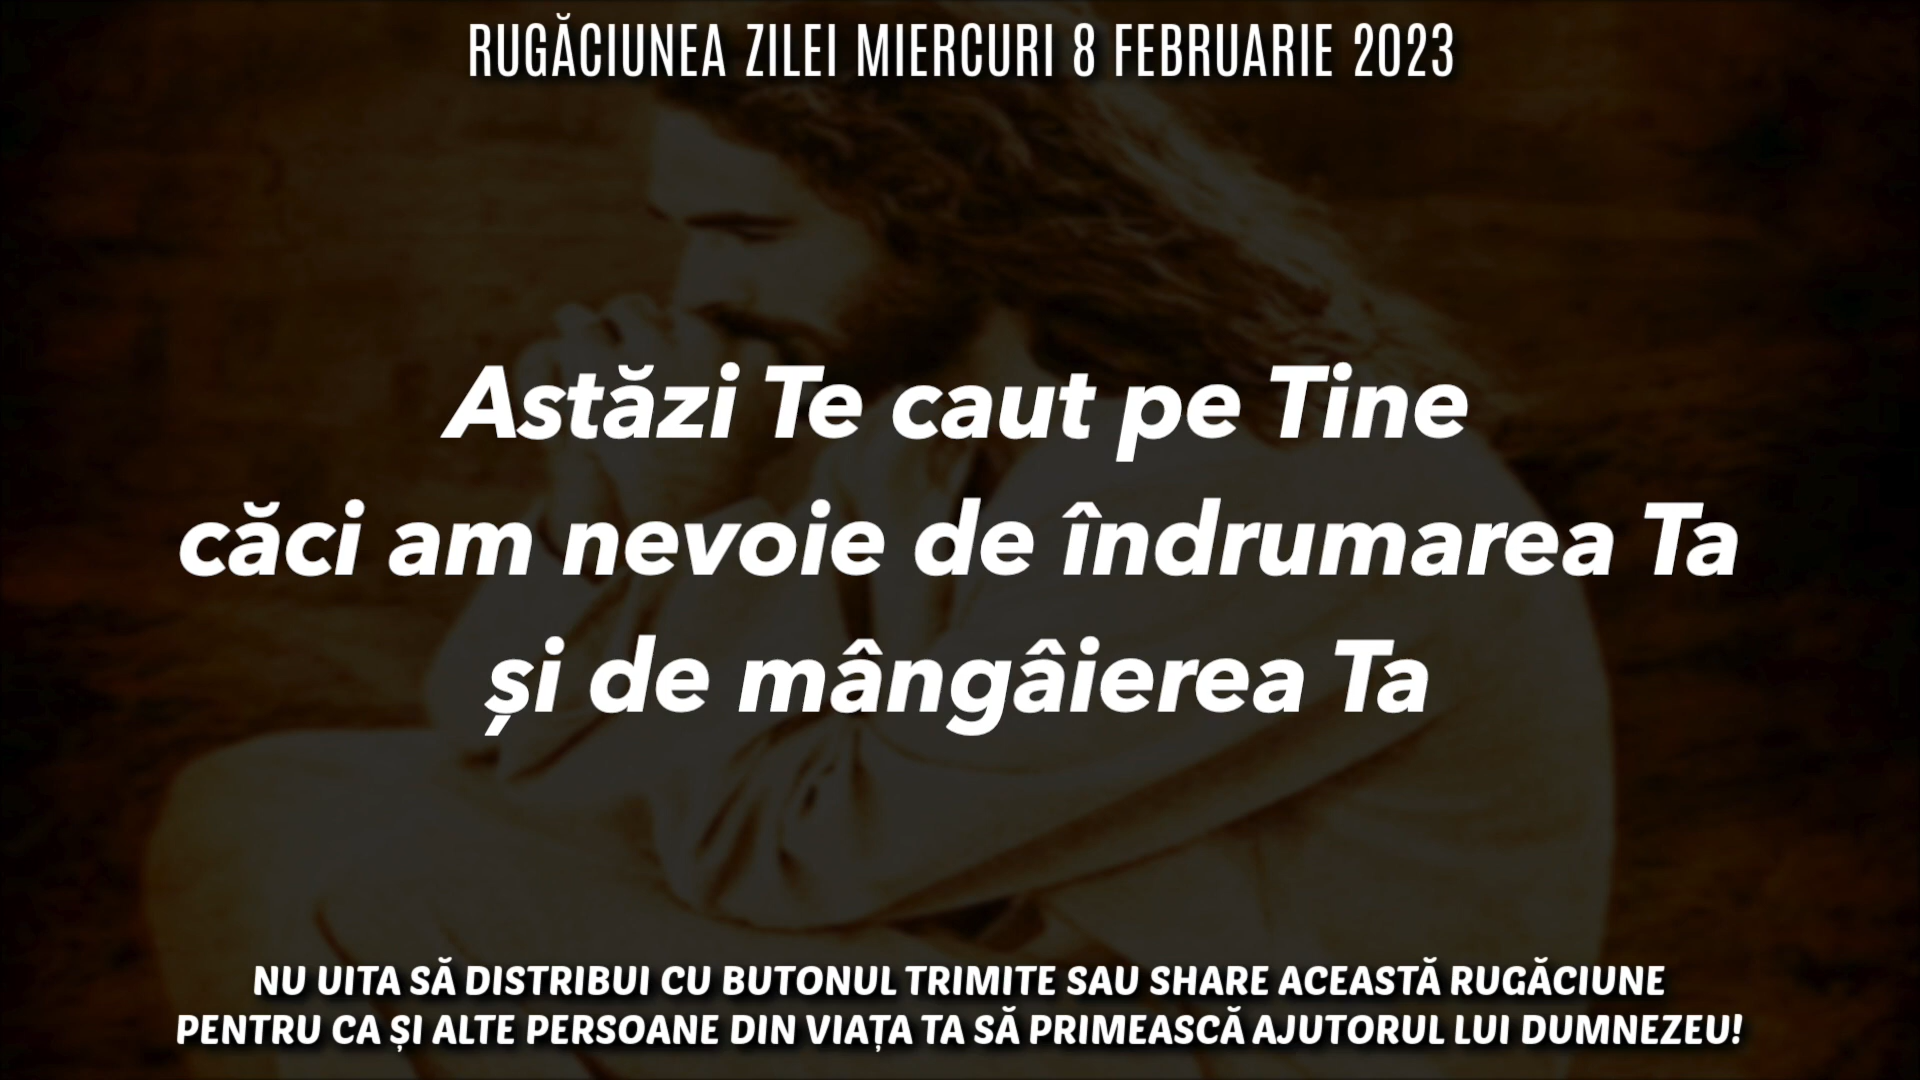 RUGĂCIUNEA ZILEI MIERCURI 8 FEBRUARIE 2023
Astăzi Te caut pe Tine
căci am nevoie de îndrumarea Ta
și de mângâierea Ta
NU UITA SĂ DISTRIBUI CU BUTONUL TRIMITE SAU SHARE ACEASTĂ RUGĂCIUNE
PENTRU CA ȘI ALTE PERSOANE DIN VIAȚA TA SĂ PRIMEASCĂ AJUTORUL LUI DUMNEZEU!